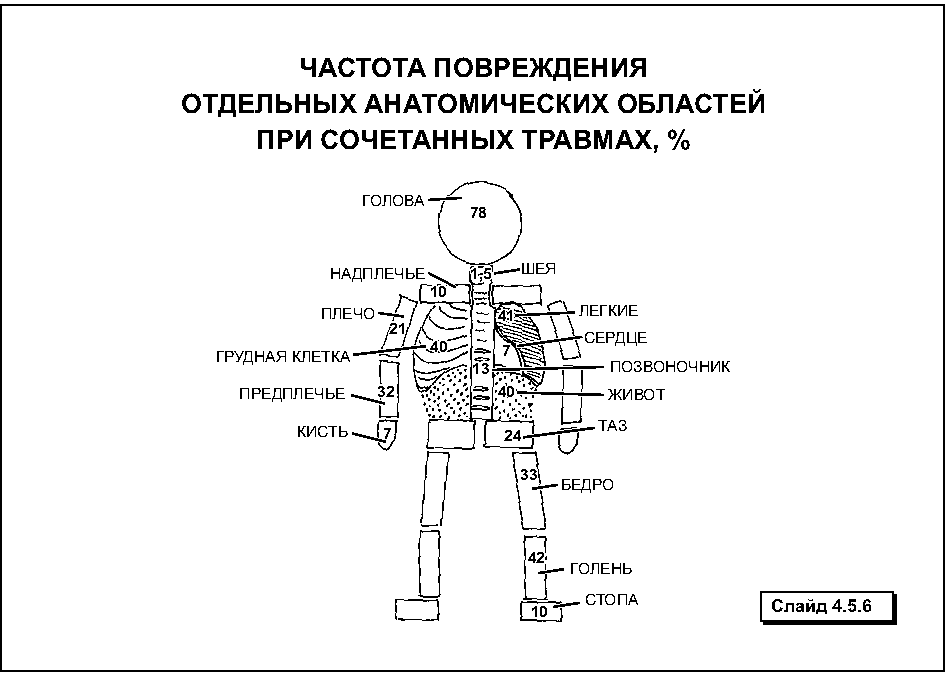 ЧАСТОТА ПОВРЕЖДЕНИЯ
ОТДЕЛЬНЫХ АНАТОМИЧЕСКИХ ОБЛАСТЕЙ
ПРИ СОЧЕТАННЫХ ТРАВМАХ, %
ГОЛОВА
78
НАДПЛЕЧЬЕ
1,5
ШЕЯ
10
ПЛЕЧО
21
41
ЛЕГКИЕ
СЕРДЦЕ
ГРУДНАЯ КЛЕТКА
40
7
13
ПОЗВОНОЧНИК
ПРЕДПЛЕЧЬЕ
32
40
ЖИВОТ
КИСТЬ
7
24
ТАЗ
33
БЕДРО
42
ГОЛЕНЬ
10
СТОПА
Слайд 4.5.6